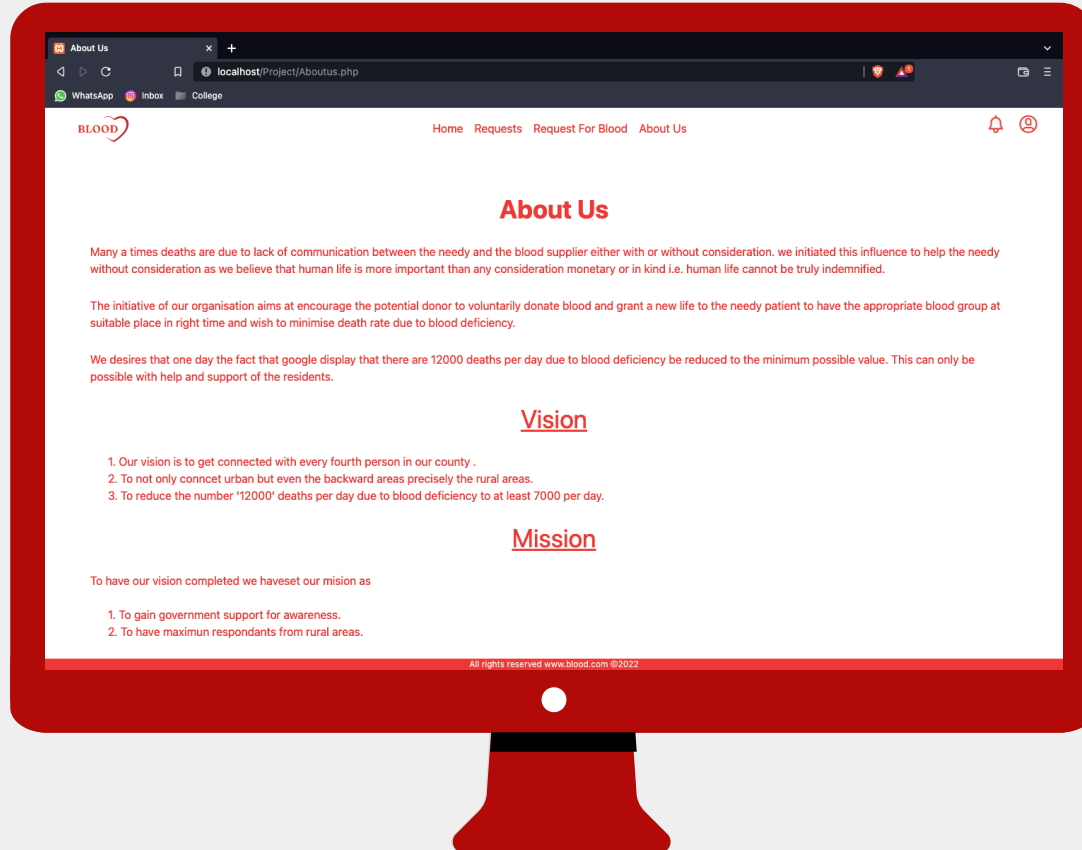 About Us
localhost/Project/Aboutus.php
1
WhatsApp Inbox College
BLOOD
Home Requests Request For Blood About Us
About Us
Many a times deaths are due to lack of communication between the needy and the blood supplier either with or without consideration. we initiated this influence to help the needy
without consideration as we believe that human life is more important than any consideration monetary or in kind i.e. human life cannot be truly indemnified.
The initiative of our organisation aims at encourage the potential donor to voluntarily donate blood and grant a new life to the needy patient to have the appropriate blood group at
suitable place in right time and wish to minimise death rate due to blood deficiency.
We desires that one day the fact that google display that there are 12000 deaths per day due to blood deficiency be reduced to the minimum possible value. This can only be
possible with help and support of the residents.
Vision
1. Our vision is to get connected with every fourth person in our county .
2. To not only conncet urban but even the backward areas precisely the rural areas.
3. To reduce the number '12000' deaths per day due to blood deficiency to at least 7000 per day.
Mission
To have our vision completed we haveset our mision as
1. To gain government support for awareness.
2. To have maximun respondants from rural areas.
All rights reserved www.blood.com ©2022